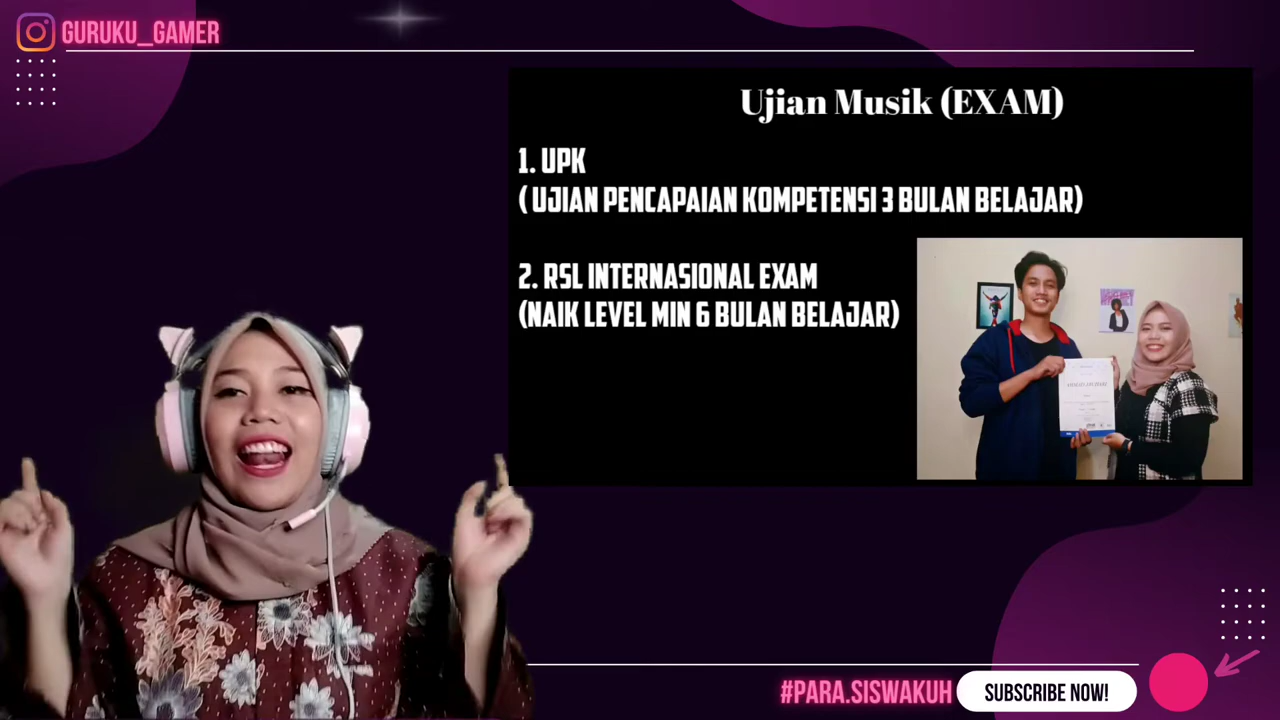 GURUKU_GAMER
Ujian Musik (EXAM)
1. UPK
( UJIAN PENCAPAIAN KOMPETENSI 3 BULAN BELAJAR)
2. RSL INTERNASIONAL EXAM
(NAIK LEVEL MIN 6 BULAN BELAJAR)
#PARA.SISWAKUH
SUBSCRIBE NOW!